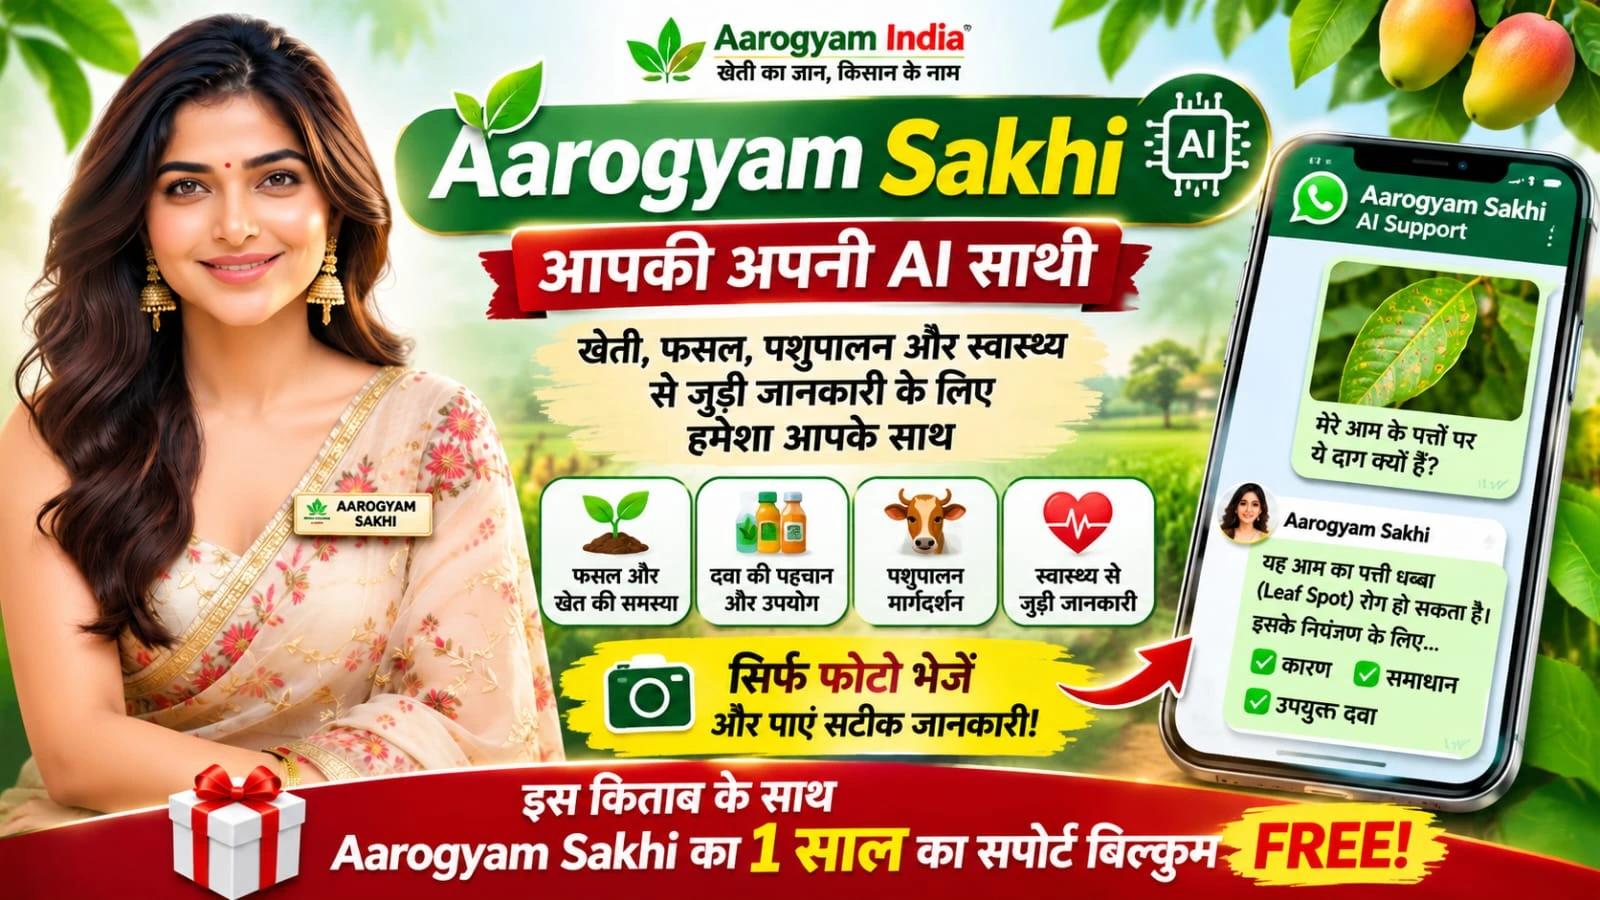 Aarogyam India
खेती का जान, किसान के नाम
Aarogyam Sakhi
AI
आपकी अपनी AI साथी
खेती, फसल, पशुपालन और स्वास्थ्य
से जुड़ी जानकारी के लिए
हमेशा आपके साथ
AAROGYAM
SAKHI
फसल और
खेत की समस्या
दवा की पहचान
और उपयोग
पशुपालन
मार्गदर्शन
स्वास्थ्य से
जुड़ी जानकारी
सिर्फ फोटो भेजें
और पाएं सटीक जानकारी!
Aarogyam Sakhi
AI Support
मेरे आम के पत्तों पर
ये दाग क्यों हैं?
Aarogyam Sakhi
यह आम का पत्ती धब्बा
(Leaf Spot) रोग हो सकता है।
इसके नियंत्रण के लिए...
कारण समाधान
उपयुक्त दवा
इस किताब के साथ
Aarogyam Sakhi का 1 साल का सपोर्ट बिल्कुम FREE!